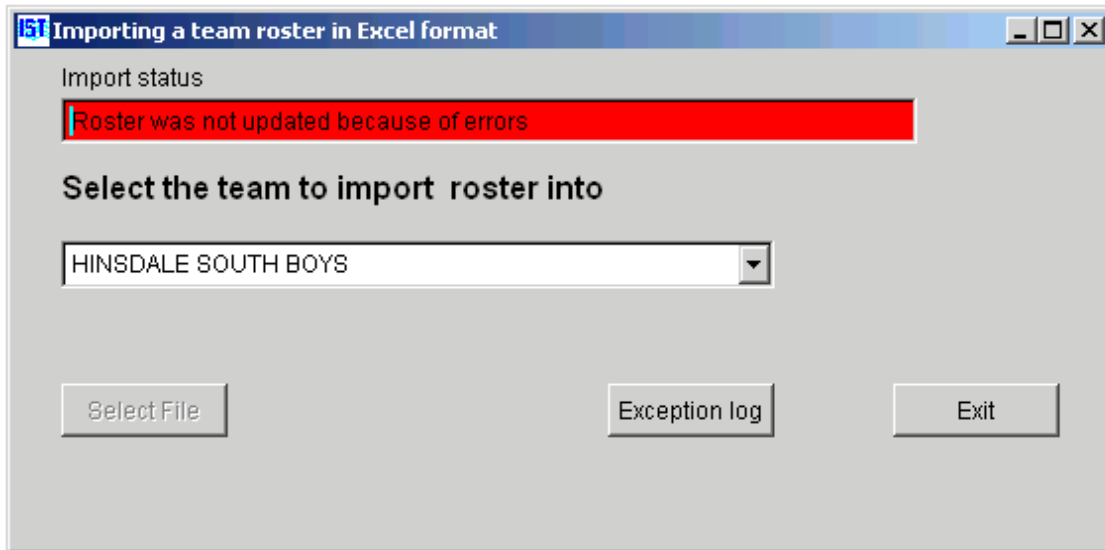 IST Importing a team roster in Excel format
Import status
Roster was not updated because of errors
Select the team to import roster into
HINSDALE SOUTH BOYS
Select File Exception log Exit